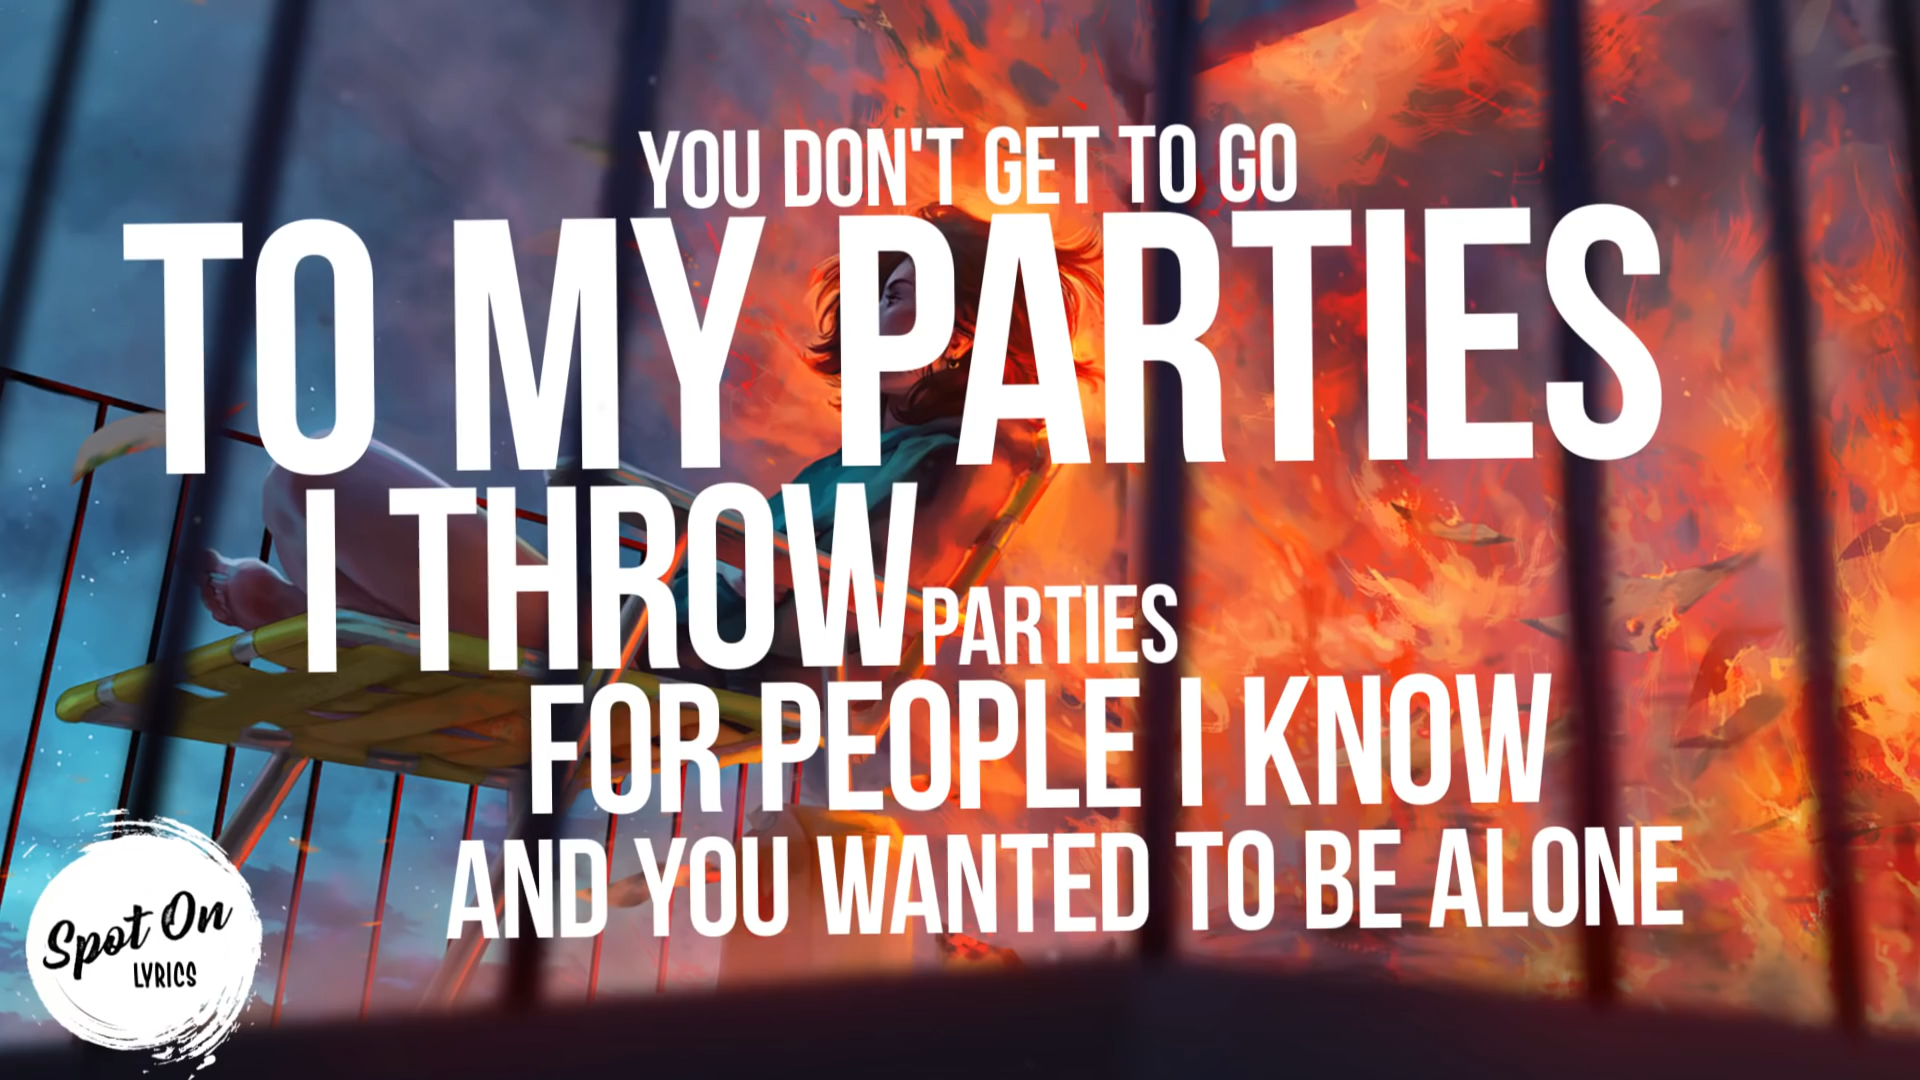 YOU DON'T GET TO GO
TO MY PARTIES
I THROW PARTIES
FOR PEOPLE I KNOW
AND YOU WANTED TO BE ALONE
Spot On
LYRICS